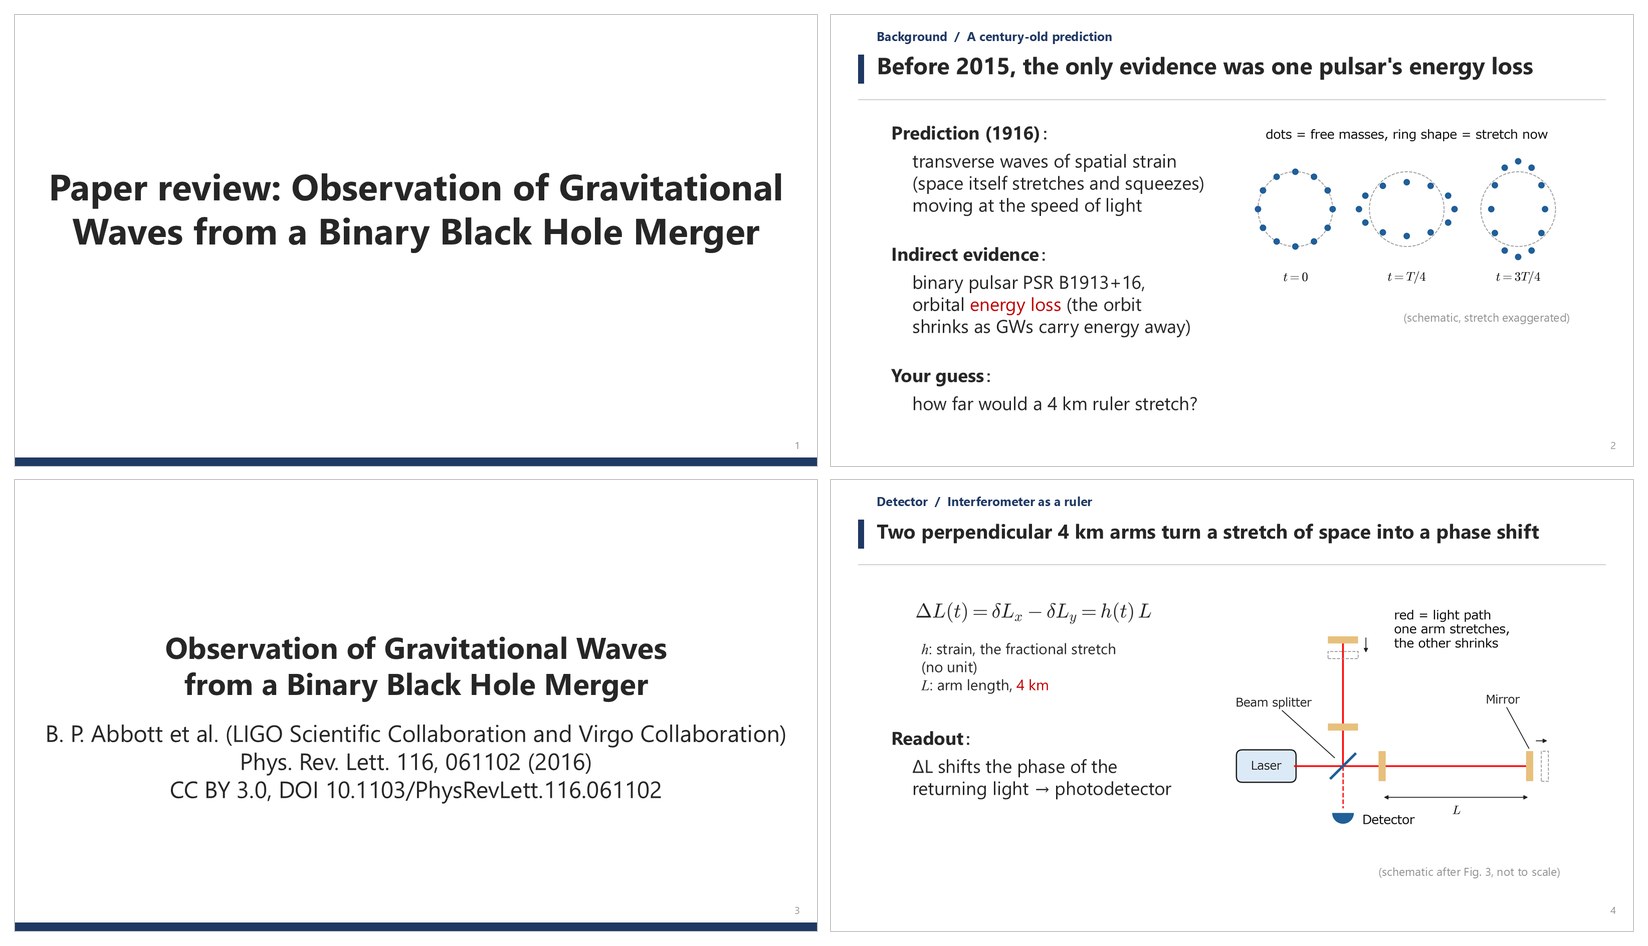 Paper review: Observation of Gravitational
Waves from a Binary Black Hole Merger
1
Background / A century-old prediction
Before 2015, the only evidence was one pulsar's energy loss
Prediction (1916):
transverse waves of spatial strain
(space itself stretches and squeezes)
moving at the speed of light
Indirect evidence:
binary pulsar PSR B1913+16,
orbital energy loss (the orbit
shrinks as GWs carry energy away)
Your guess:
how far would a 4 km ruler stretch?
dots = free masses, ring shape = stretch now
t = 0
t = T/4
t = 3T/4
(schematic, stretch exaggerated)
2
Observation of Gravitational Waves
from a Binary Black Hole Merger
B. P. Abbott et al. (LIGO Scientific Collaboration and Virgo Collaboration)
Phys. Rev. Lett. 116, 061102 (2016)
CC BY 3.0, DOI 10.1103/PhysRevLett.116.061102
3
Detector / Interferometer as a ruler
Two perpendicular 4 km arms turn a stretch of space into a phase shift
ΔL(t) = δL_x − δL_y = h(t) L
h: strain, the fractional stretch
(no unit)
L: arm length, 4 km
Readout:
ΔL shifts the phase of the
returning light → photodetector
red = light path
one arm stretches,
the other shrinks
Beam splitter
Mirror
Laser
L
Detector
(schematic after Fig. 3, not to scale)
4